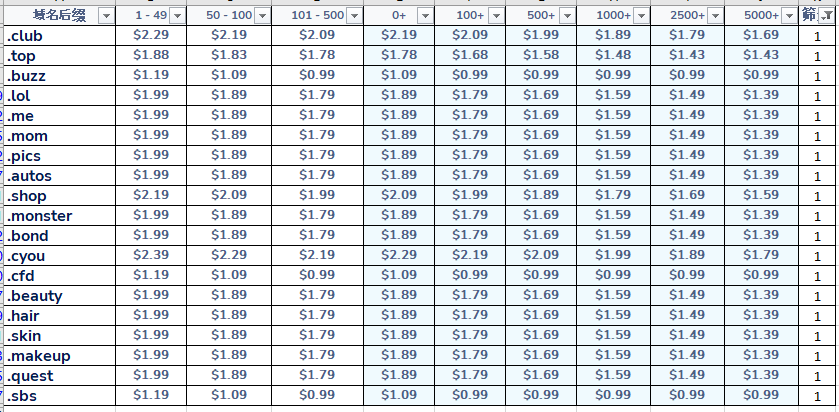 域名后缀 1 - 49 50 - 100 101 - 500 0+ 100+ 500+ 1000+ 2500+ 5000+ 筛
.club $2.29 $2.19 $2.09 $2.19 $2.09 $1.99 $1.89 $1.79 $1.69 1
.top $1.88 $1.83 $1.78 $1.78 $1.68 $1.58 $1.48 $1.43 $1.43 1
.buzz $1.19 $1.09 $0.99 $1.09 $0.99 $0.99 $0.99 $0.99 $0.99 1
.lol $1.99 $1.89 $1.79 $1.89 $1.79 $1.69 $1.59 $1.49 $1.39 1
.me $1.99 $1.89 $1.79 $1.89 $1.79 $1.69 $1.59 $1.49 $1.39 1
.mom $1.99 $1.89 $1.79 $1.89 $1.79 $1.69 $1.59 $1.49 $1.39 1
.pics $1.99 $1.89 $1.79 $1.89 $1.79 $1.69 $1.59 $1.49 $1.39 1
.autos $1.99 $1.89 $1.79 $1.89 $1.79 $1.69 $1.59 $1.49 $1.39 1
.shop $2.19 $2.09 $1.99 $2.09 $1.99 $1.89 $1.79 $1.69 $1.59 1
.monster $1.99 $1.89 $1.79 $1.89 $1.79 $1.69 $1.59 $1.49 $1.39 1
.bond $1.99 $1.89 $1.79 $1.89 $1.79 $1.69 $1.59 $1.49 $1.39 1
.cyou $2.39 $2.29 $2.19 $2.29 $2.19 $2.09 $1.99 $1.89 $1.79 1
.cfd $1.19 $1.09 $0.99 $1.09 $0.99 $0.99 $0.99 $0.99 $0.99 1
.beauty $1.99 $1.89 $1.79 $1.89 $1.79 $1.69 $1.59 $1.49 $1.39 1
.hair $1.99 $1.89 $1.79 $1.89 $1.79 $1.69 $1.59 $1.49 $1.39 1
.skin $1.99 $1.89 $1.79 $1.89 $1.79 $1.69 $1.59 $1.49 $1.39 1
.makeup $1.99 $1.89 $1.79 $1.89 $1.79 $1.69 $1.59 $1.49 $1.39 1
.quest $1.99 $1.89 $1.79 $1.89 $1.79 $1.69 $1.59 $1.49 $1.39 1
.sbs $1.19 $1.09 $0.99 $1.09 $0.99 $0.99 $0.99 $0.99 $0.99 1